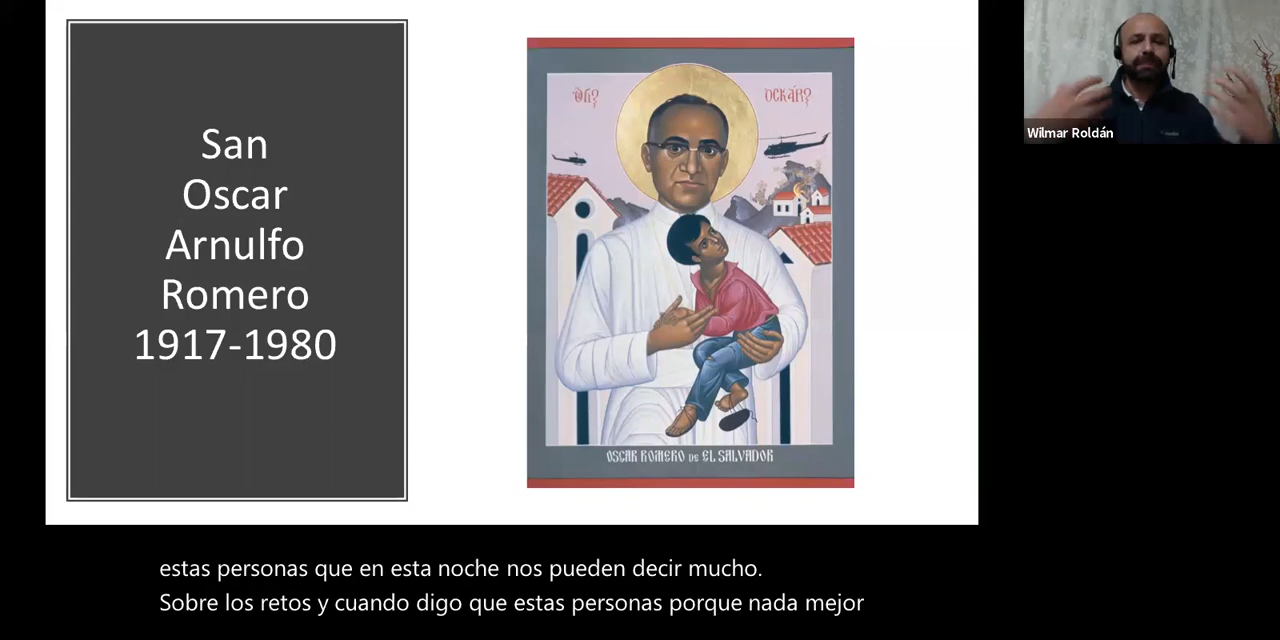 San
Oscar
Arnulfo
Romero
1917-1980
OSCAR ROMERO DE EL SALVADOR
Wilmar Roldán
estas personas que en esta noche nos pueden decir mucho.
Sobre los retos y cuando digo que estas personas porque nada mejor